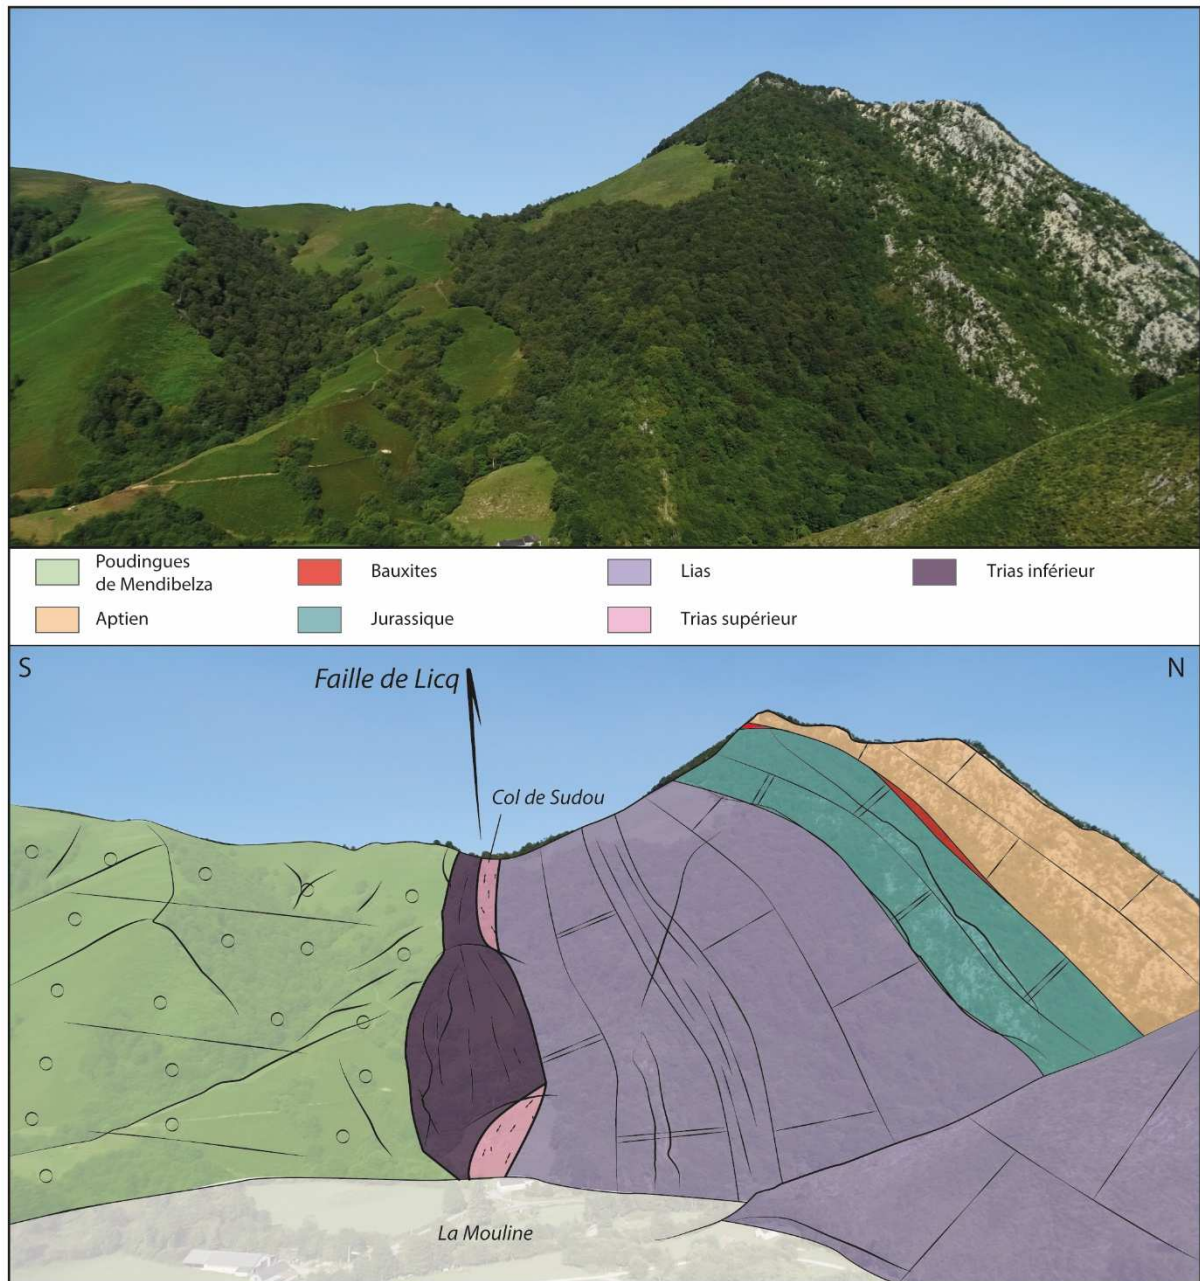 Poudingues
de Mendibelza
Bauxites
Lias
Trias inférieur
Aptien
Jurassique
Trias supérieur
S
N
Faille de Licq
Col de Sudou
La Mouline